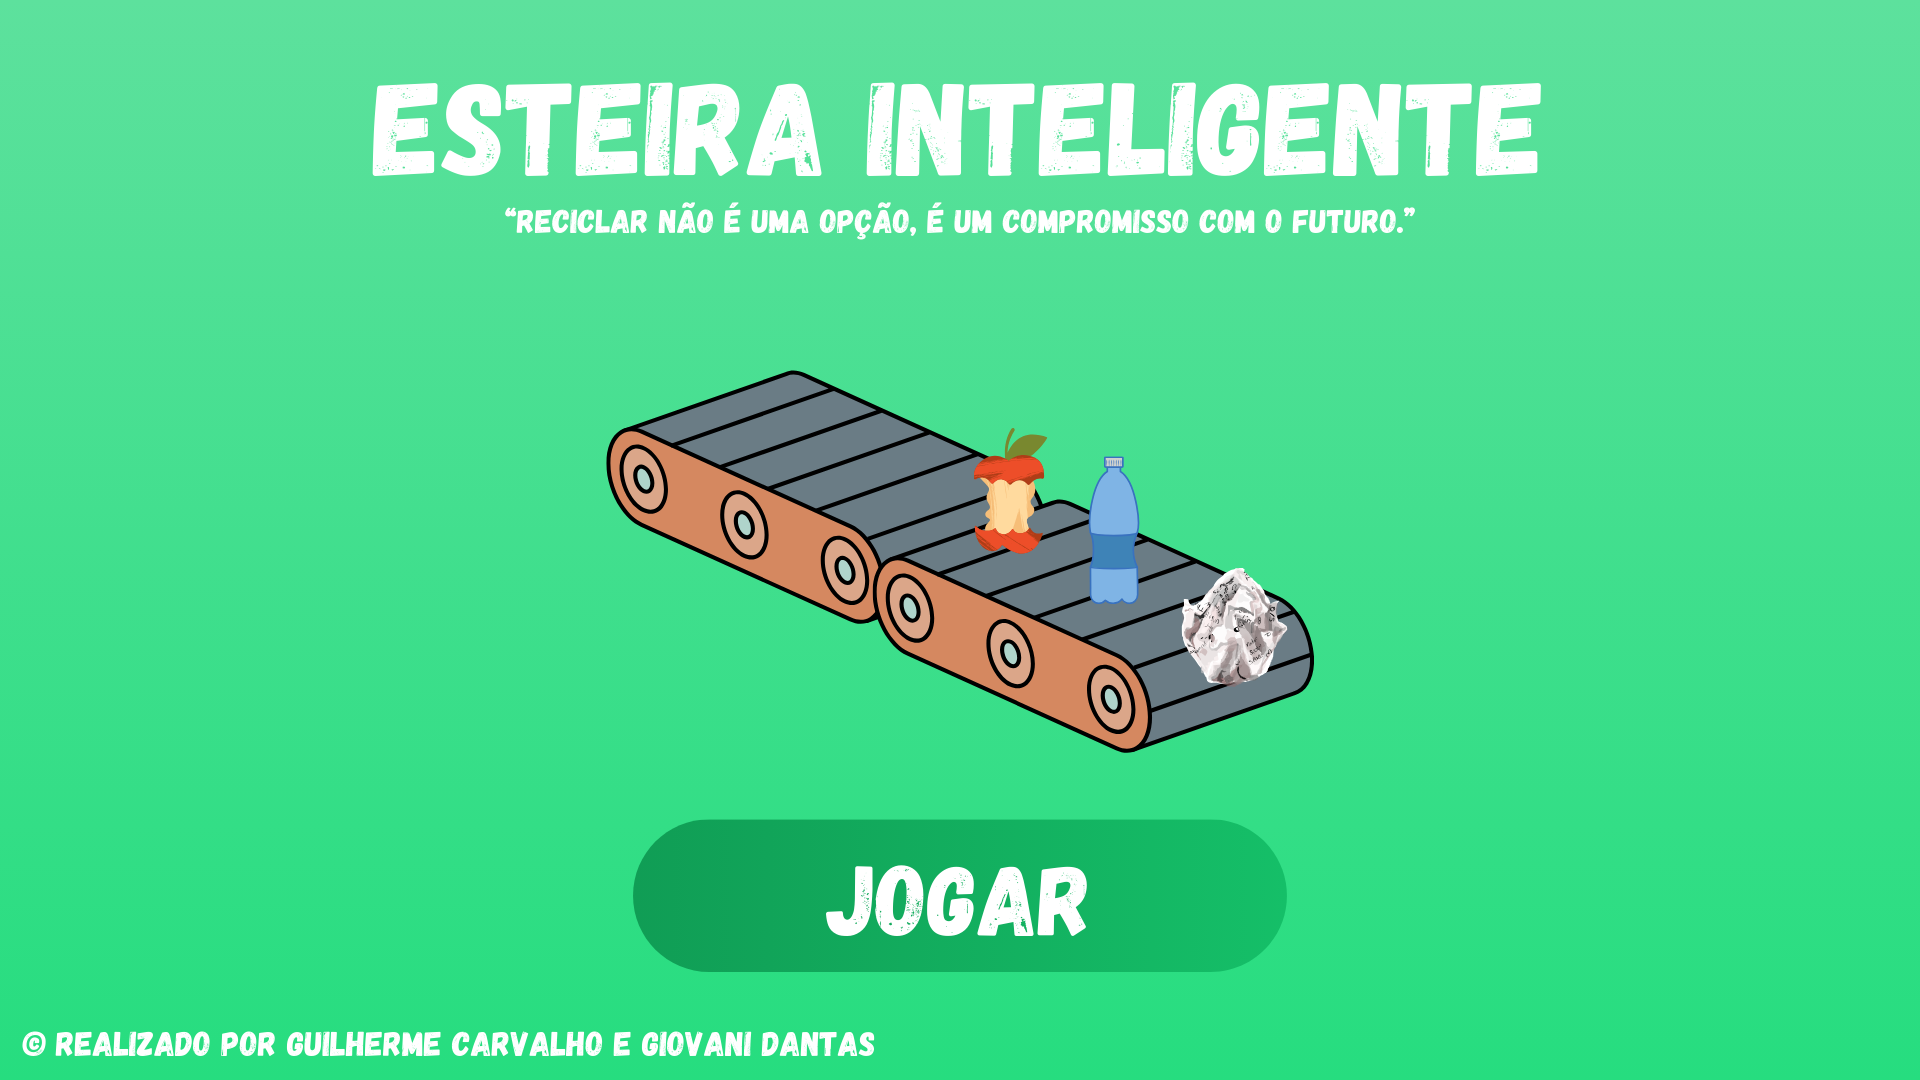 ESTEIRA INTELIGENTE
“RECICLAR NÃO É UMA OPÇÃO, É UM COMPROMISSO COM O FUTURO.”
JOGAR
© REALIZADO POR GUILHERME CARVALHO E GIOVANI DANTAS